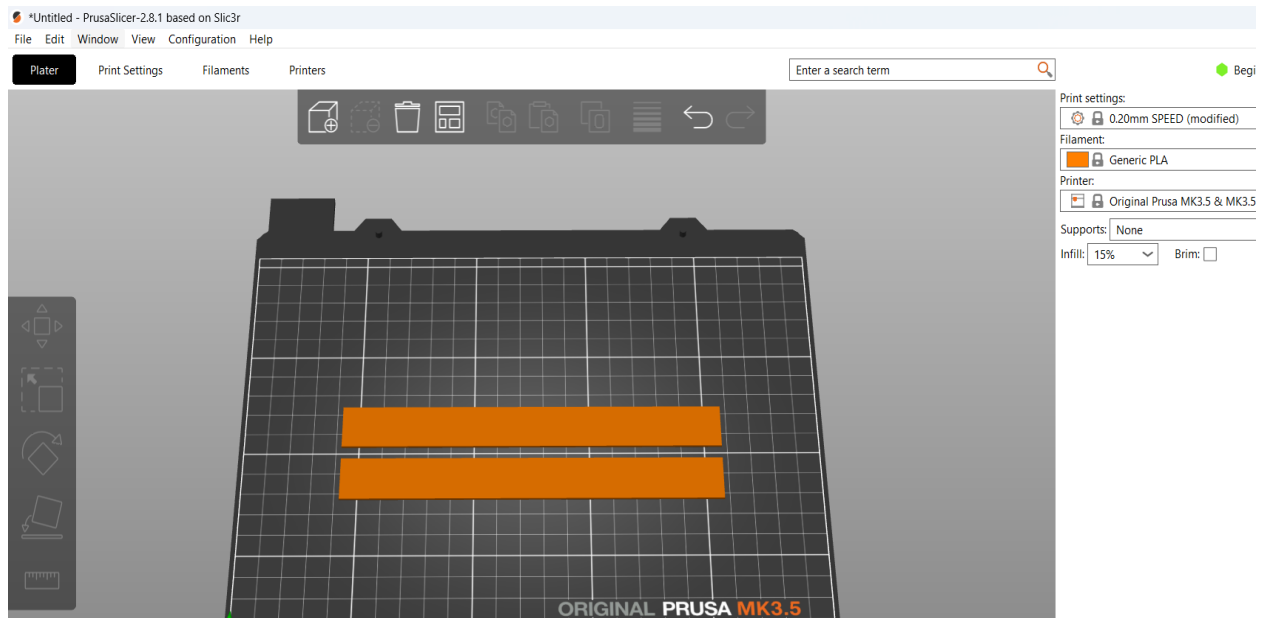 *Untitled - PrusaSlicer-2.8.1 based on Slic3r
File Edit Window View Configuration Help
Plater Print Settings Filaments Printers Enter a search term Begi
Print settings:
0.20mm SPEED (modified)
Filament:
Generic PLA
Printer:
Original Prusa MK3.5 & MK3.5
Supports: None
Infill: 15% Brim:
ORIGINAL PRUSA MK3.5